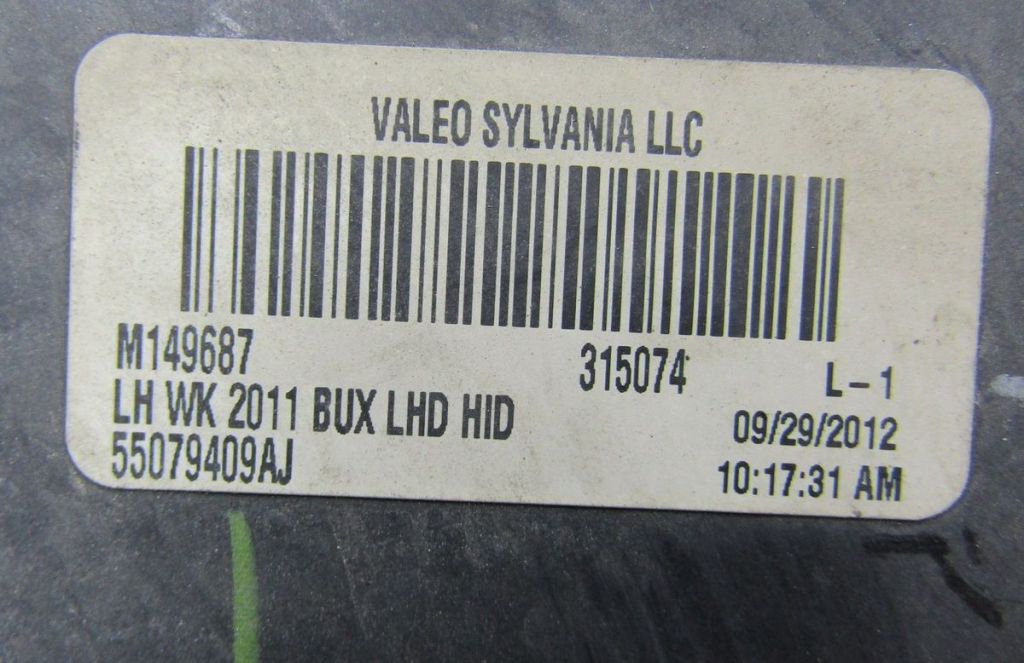 VALEO SYLVANIA LLC
M149687 315074 L-1
LH WK 2011 BUX LHD HID 09/29/2012
55079409AJ 10:17:31 AM